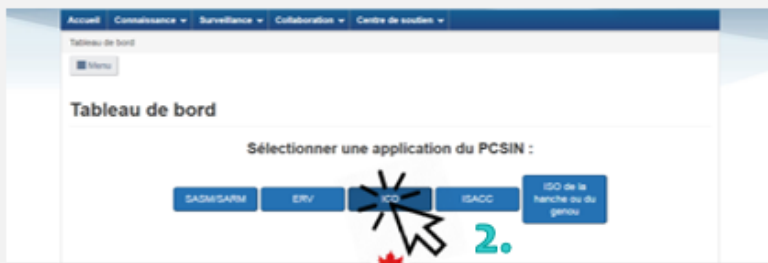 Accueil Connaissance Surveillance Collaboration Centre de soutien
Tableau de bord
Menu
Tableau de bord
Sélectionner une application du PCSIN :
SASM/SARM ERV ICD ISACC ISO de la
hanche ou du
genou
2.